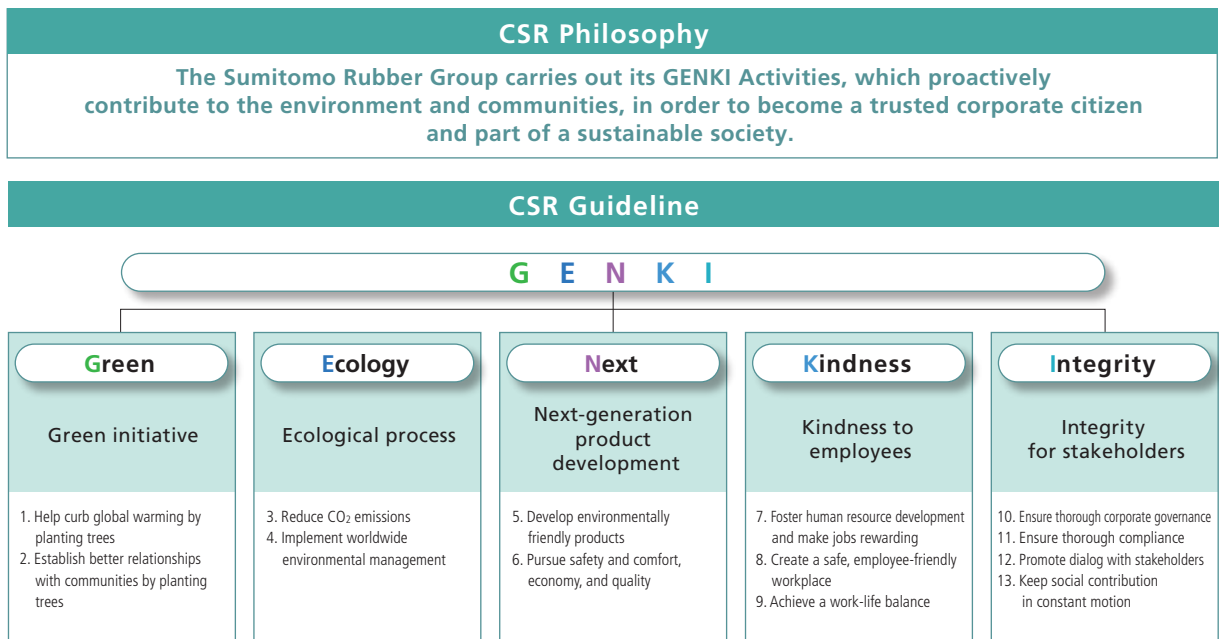 CSR Philosophy
The Sumitomo Rubber Group carries out its GENKI Activities, which proactively
contribute to the environment and communities, in order to become a trusted corporate citizen
and part of a sustainable society.
CSR Guideline
G E N K I
Green
Green initiative
1. Help curb global warming by
planting trees
2. Establish better relationships
with communities by planting
trees
Ecology
Ecological process
3. Reduce CO₂ emissions
4. Implement worldwide
environmental management
Next
Next-generation
product
development
5. Develop environmentally
friendly products
6. Pursue safety and comfort,
economy, and quality
Kindness
Kindness to
employees
7. Foster human resource development
and make jobs rewarding
8. Create a safe, employee-friendly
workplace
9. Achieve a work-life balance
Integrity
Integrity
for stakeholders
10. Ensure thorough corporate governance
11. Ensure thorough compliance
12. Promote dialog with stakeholders
13. Keep social contribution
in constant motion